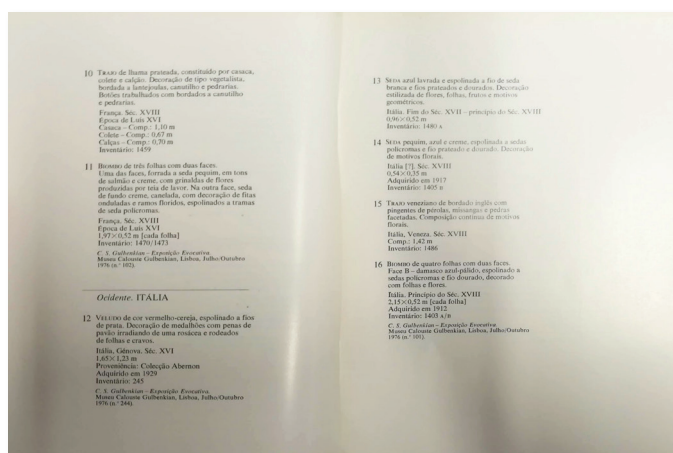 10 TRAJO de lhama prateada, constituído por casaca,
colete e calção. Decoração de tipo vegetalista,
bordada a lantejoulas, canutilho e pedrarias.
Botões trabalhados com bordados a canutilho
e pedrarias.
França. Séc. XVIII
Época de Luís XVI
Casaca – Comp.: 1,10 m
Colete – Comp.: 0,67 m
Calças – Comp.: 0,70 m
Inventário: 1459
11 BIOMBO de três folhas com duas faces.
Uma das faces, forrada a seda pequim, em tons
de salmão e creme, com grinaldas de flores
produzidas por teia de lavor. Na outra face, seda
de fundo creme, canelada, com decoração de fitas
onduladas e ramos floridos, espolinados a tramas
de seda polícromas.
França. Séc. XVIII
Época de Luís XVI
1,97×0,52 m [cada folha]
Inventário: 1470/1473
C. S. Gulbenkian – Exposição Evocativa.
Museu Calouste Gulbenkian, Lisboa, Julho/Outubro
1976 (n.º 102).
Ocidente. ITÁLIA
12 VELUDO de cor vermelho-cereja, espolinado a fios
de prata. Decoração de medalhões com penas de
pavão irradiando de uma rosácea e rodeados
de folhas e cravos.
Itália, Génova. Séc. XVI
1,65×1,23 m
Proveniência: Colecção Abemon
Adquirido em 1929
Inventário: 245
C. S. Gulbenkian – Exposição Evocativa.
Museu Calouste Gulbenkian, Lisboa, Julho/Outubro
1976 (n.º 244).
13 SEDA azul lavrada e espolinada a fio de seda
branca e fios prateados e dourados. Decoração
estilizada de flores, folhas, frutos e motivos
geométricos.
Itália. Fim do Séc. XVII – princípio do Séc. XVIII
0,96×0,52 m
Inventário: 1480 A
14 SEDA pequim, azul e creme, espolinada a sedas
polícromas e fio prateado e dourado. Decoração
de motivos florais.
Itália [?]. Séc. XVIII
0,54×0,35 m
Adquirido em 1917
Inventário: 1405 B
15 TRAJO veneziano de bordado inglês com
pingentes de pérolas, missangas e pedras
facetadas. Composição contínua de motivos
florais.
Itália, Veneza. Séc. XVIII
Comp.: 1,42 m
Inventário: 1486
16 BIOMBO de quatro folhas com duas faces.
Face B – damasco azul-pálido, espolinado a
sedas polícromas e fio dourado, decorado
com folhas e flores.
Itália. Princípio do Séc. XVIII
2,15×0,52 m [cada folha]
Adquirido em 1912
Inventário: 1403 A/B
C. S. Gulbenkian – Exposição Evocativa.
Museu Calouste Gulbenkian, Lisboa, Julho/Outubro
1976 (n.º 101).